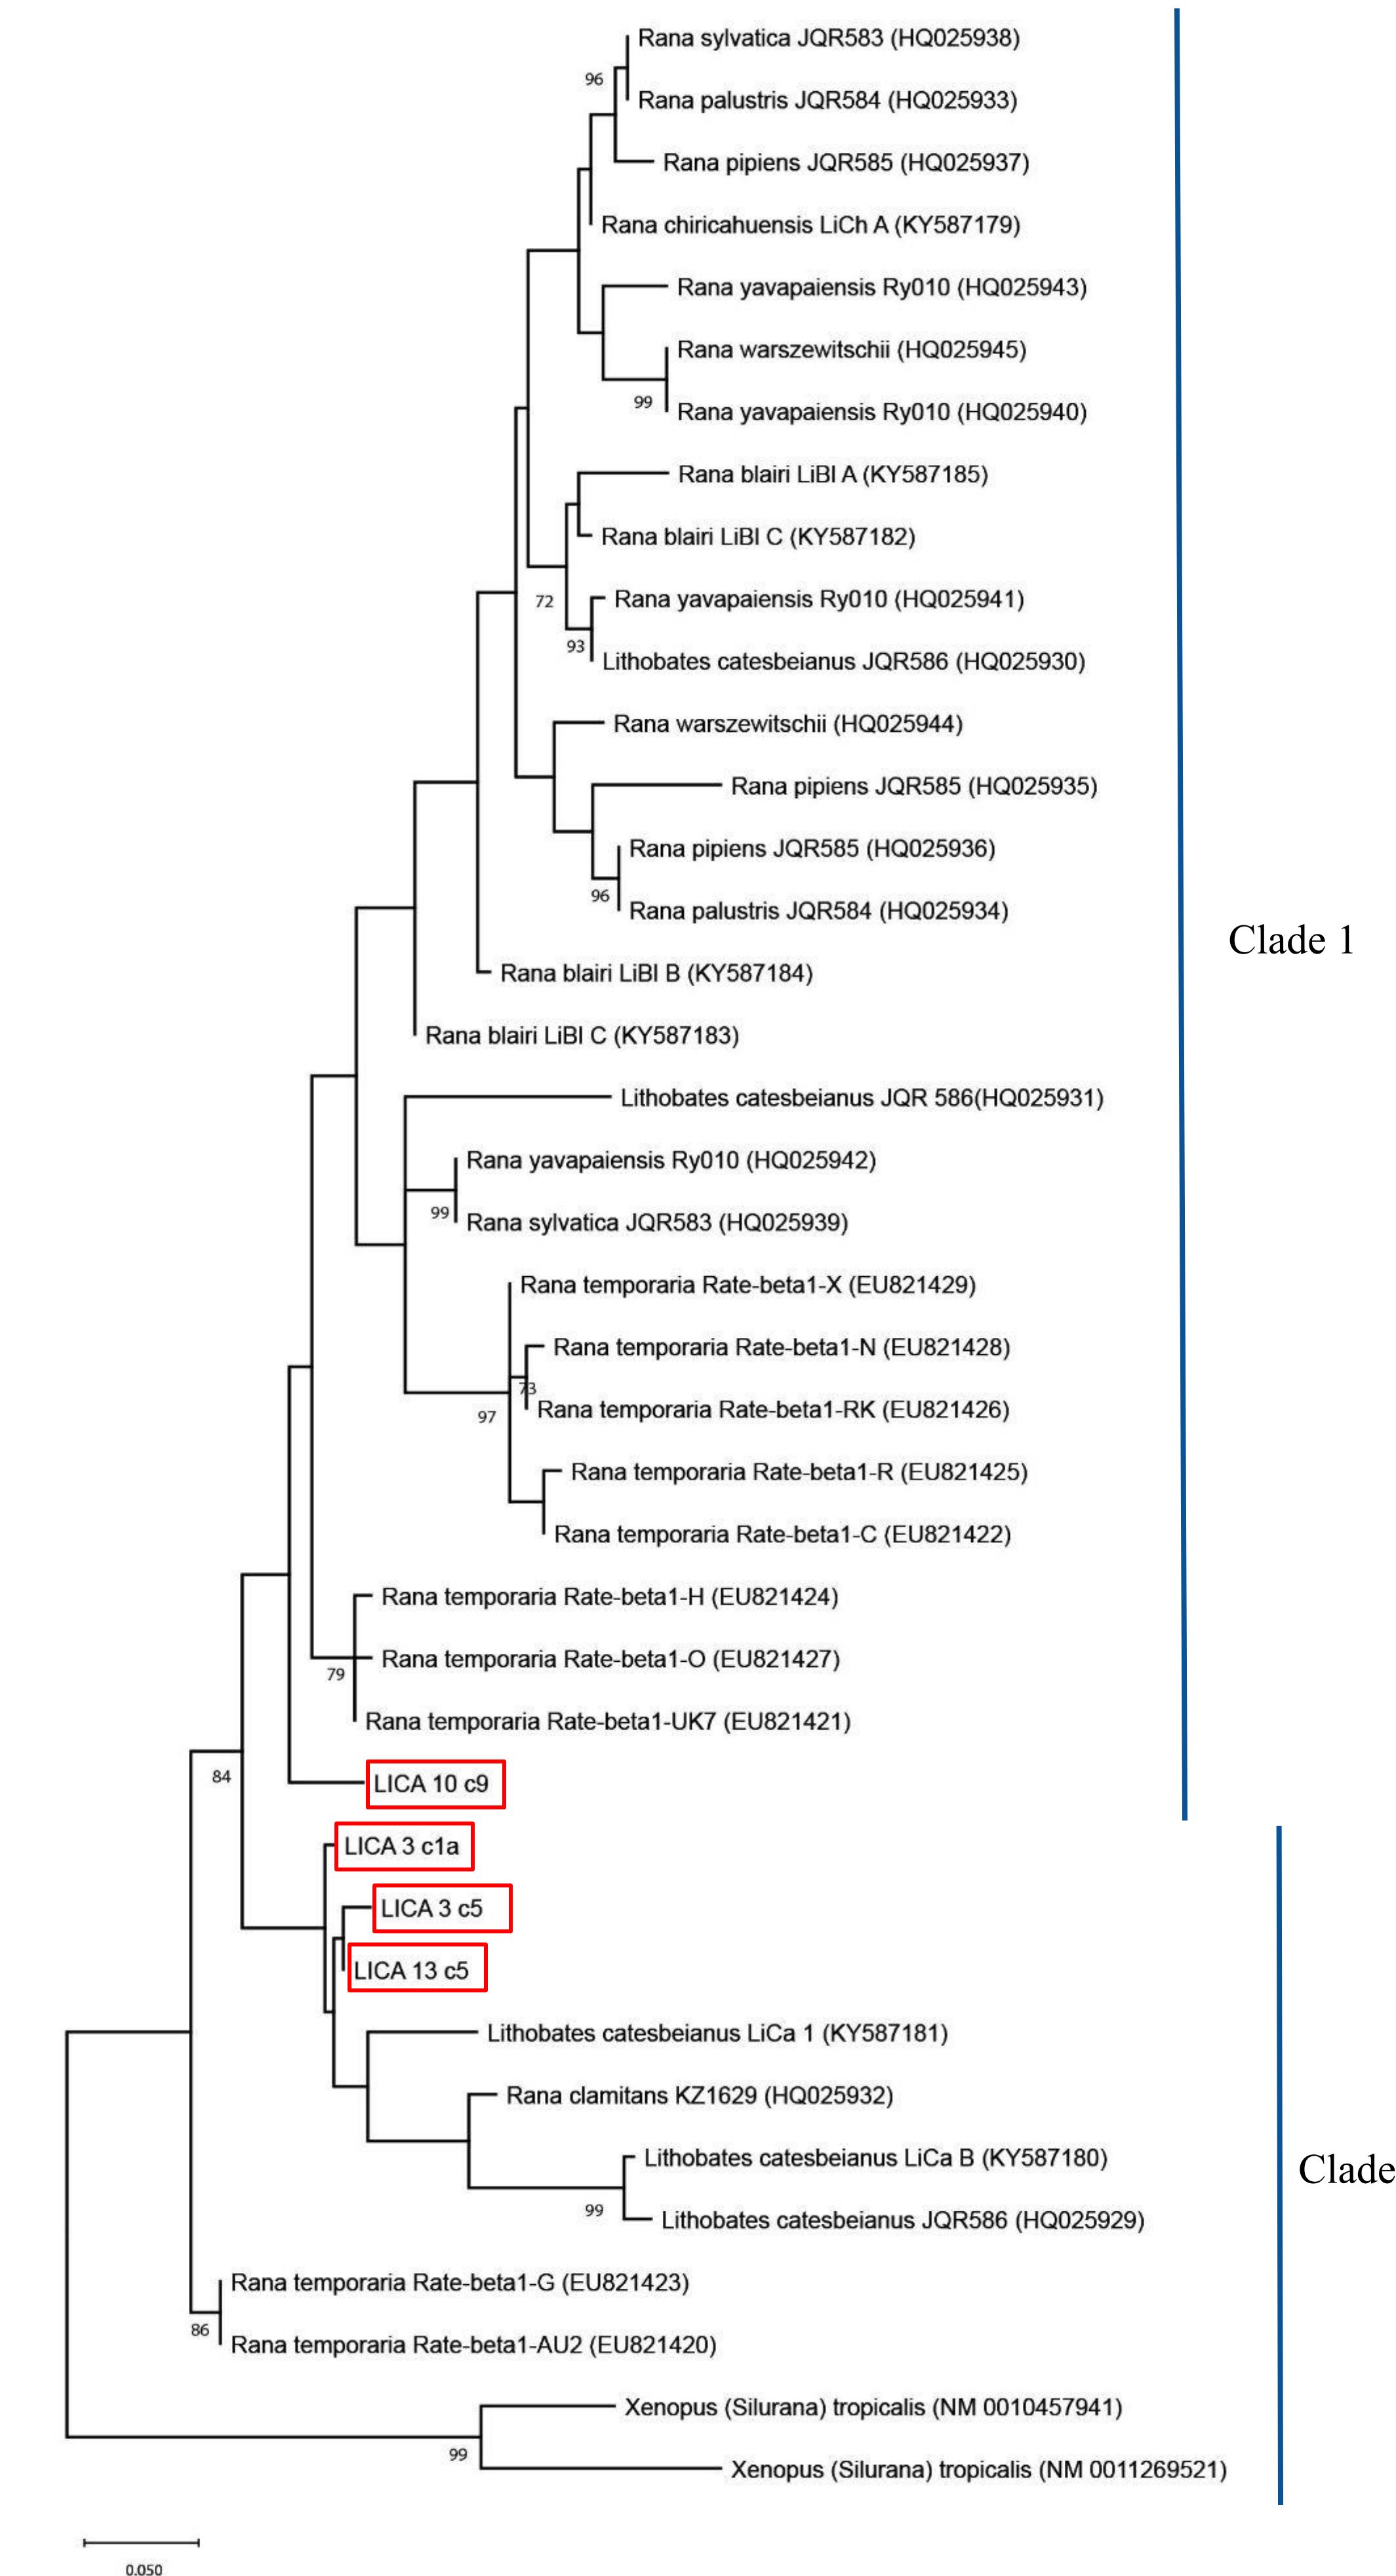 Rana sylvatica JQR583 (HQ025938)
96
Rana palustris JQR584 (HQ025933)
Rana pipiens JQR585 (HQ025937)
Rana chiricahuensis LiCh A (KY587179)
Rana yavapaiensis Ry010 (HQ025943)
Rana warszewitschii (HQ025945)
99
Rana yavapaiensis Ry010 (HQ025940)
Rana blairi LiBl A (KY587185)
Rana blairi LiBl C (KY587182)
72
Rana yavapaiensis Ry010 (HQ025941)
93
Lithobates catesbeianus JQR586 (HQ025930)
Rana warszewitschii (HQ025944)
Rana pipiens JQR585 (HQ025935)
Rana pipiens JQR585 (HQ025936)
96
Rana palustris JQR584 (HQ025934)
Clade 1
Rana blairi LiBl B (KY587184)
Rana blairi LiBl C (KY587183)
Lithobates catesbeianus JQR 586(HQ025931)
Rana yavapaiensis Ry010 (HQ025942)
99
Rana sylvatica JQR583 (HQ025939)
Rana temporaria Rate-beta1-X (EU821429)
Rana temporaria Rate-beta1-N (EU821428)
73
Rana temporaria Rate-beta1-RK (EU821426)
97
Rana temporaria Rate-beta1-R (EU821425)
Rana temporaria Rate-beta1-C (EU821422)
Rana temporaria Rate-beta1-H (EU821424)
Rana temporaria Rate-beta1-O (EU821427)
79
Rana temporaria Rate-beta1-UK7 (EU821421)
84
LICA 10 c9
LICA 3 c1a
LICA 3 c5
LICA 13 c5
Lithobates catesbeianus LiCa 1 (KY587181)
Rana clamitans KZ1629 (HQ025932)
Lithobates catesbeianus LiCa B (KY587180)
Clade
99
Lithobates catesbeianus JQR586 (HQ025929)
Rana temporaria Rate-beta1-G (EU821423)
86
Rana temporaria Rate-beta1-AU2 (EU821420)
Xenopus (Silurana) tropicalis (NM 0010457941)
99
Xenopus (Silurana) tropicalis (NM 0011269521)
0.050